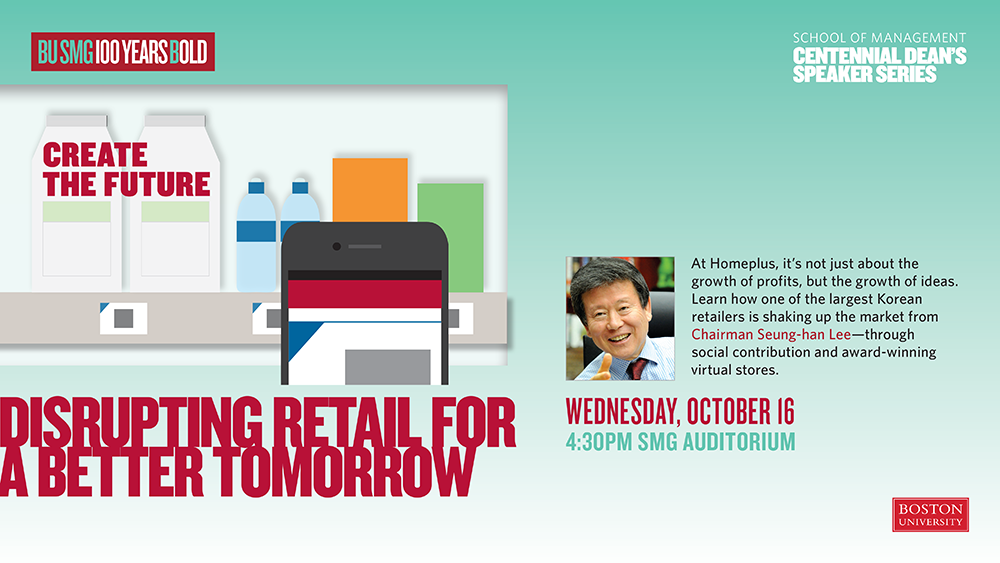 BU SMG 100 YEARS BOLD
SCHOOL OF MANAGEMENT
CENTENNIAL DEAN'S
SPEAKER SERIES
CREATE
THE FUTURE
At Homeplus, it's not just about the
growth of profits, but the growth of ideas.
Learn how one of the largest Korean
retailers is shaking up the market from
Chairman Seung-han Lee—through
social contribution and award-winning
virtual stores.
DISRUPTING RETAIL FOR
A BETTER TOMORROW
WEDNESDAY, OCTOBER 16
4:30PM SMG AUDITORIUM
BOSTON
UNIVERSITY